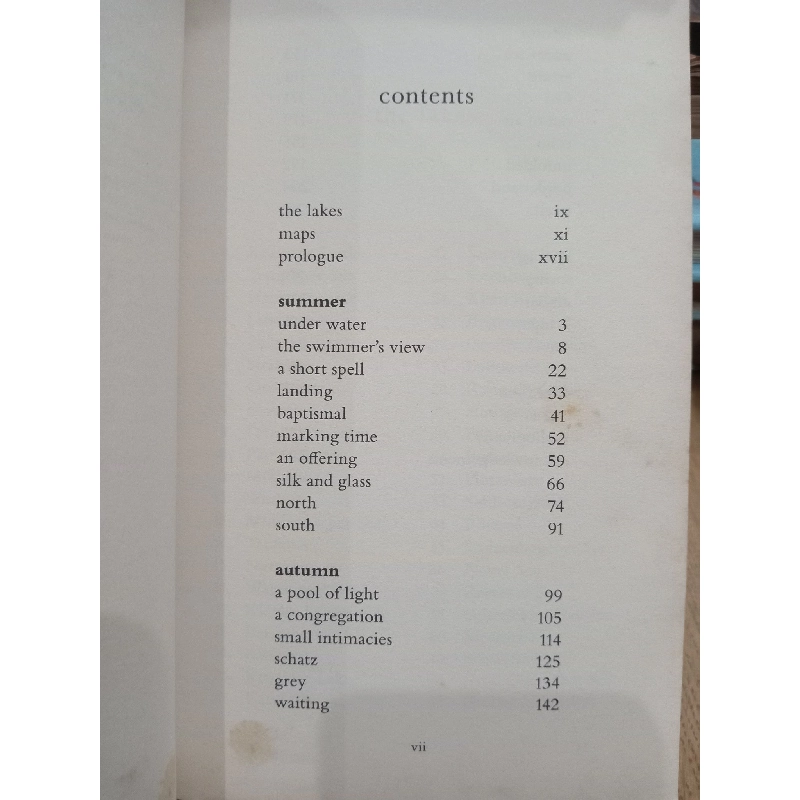 contents
the lakes ix
maps xi
prologue xvii
summer
under water 3
the swimmer's view 8
a short spell 22
landing 33
baptismal 41
marking time 52
an offering 59
silk and glass 66
north 74
south 91
autumn
a pool of light 99
a congregation 105
small intimacies 114
schatz 125
grey 134
waiting 142
vii